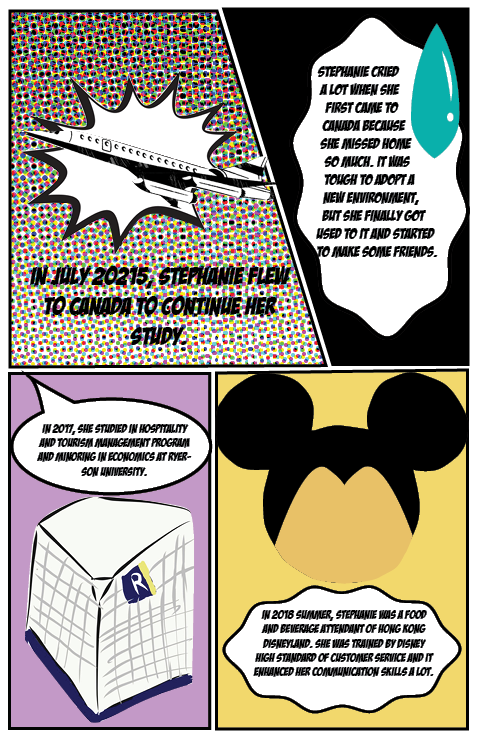 IN JULY 20215, STEPHANIE FLEW
TO CANADA TO CONTINUE HER
STUDY.
STEPHANIE CRIED
A LOT WHEN SHE
FIRST CAME TO
CANADA BECAUSE
SHE MISSED HOME
SO MUCH. IT WAS
TOUGH TO ADOPT A
NEW ENVIRONMENT,
BUT SHE FINALLY GOT
USED TO IT AND STARTED
TO MAKE SOME FRIENDS.
IN 2017, SHE STUDIED IN HOSPITALITY
AND TOURISM MANAGEMENT PROGRAM
AND MINORING IN ECONOMICS AT RYER-
SON UNIVERSITY.
R
IN 2018 SUMMER, STEPHANIE WAS A FOOD
AND BEVERAGE ATTENDANT OF HONG KONG
DISNEYLAND. SHE WAS TRAINED BY DISNEY
HIGH STANDARD OF CUSTOMER SERVICE AND IT
ENHANCED HER COMMUNICATION SKILLS A LOT.